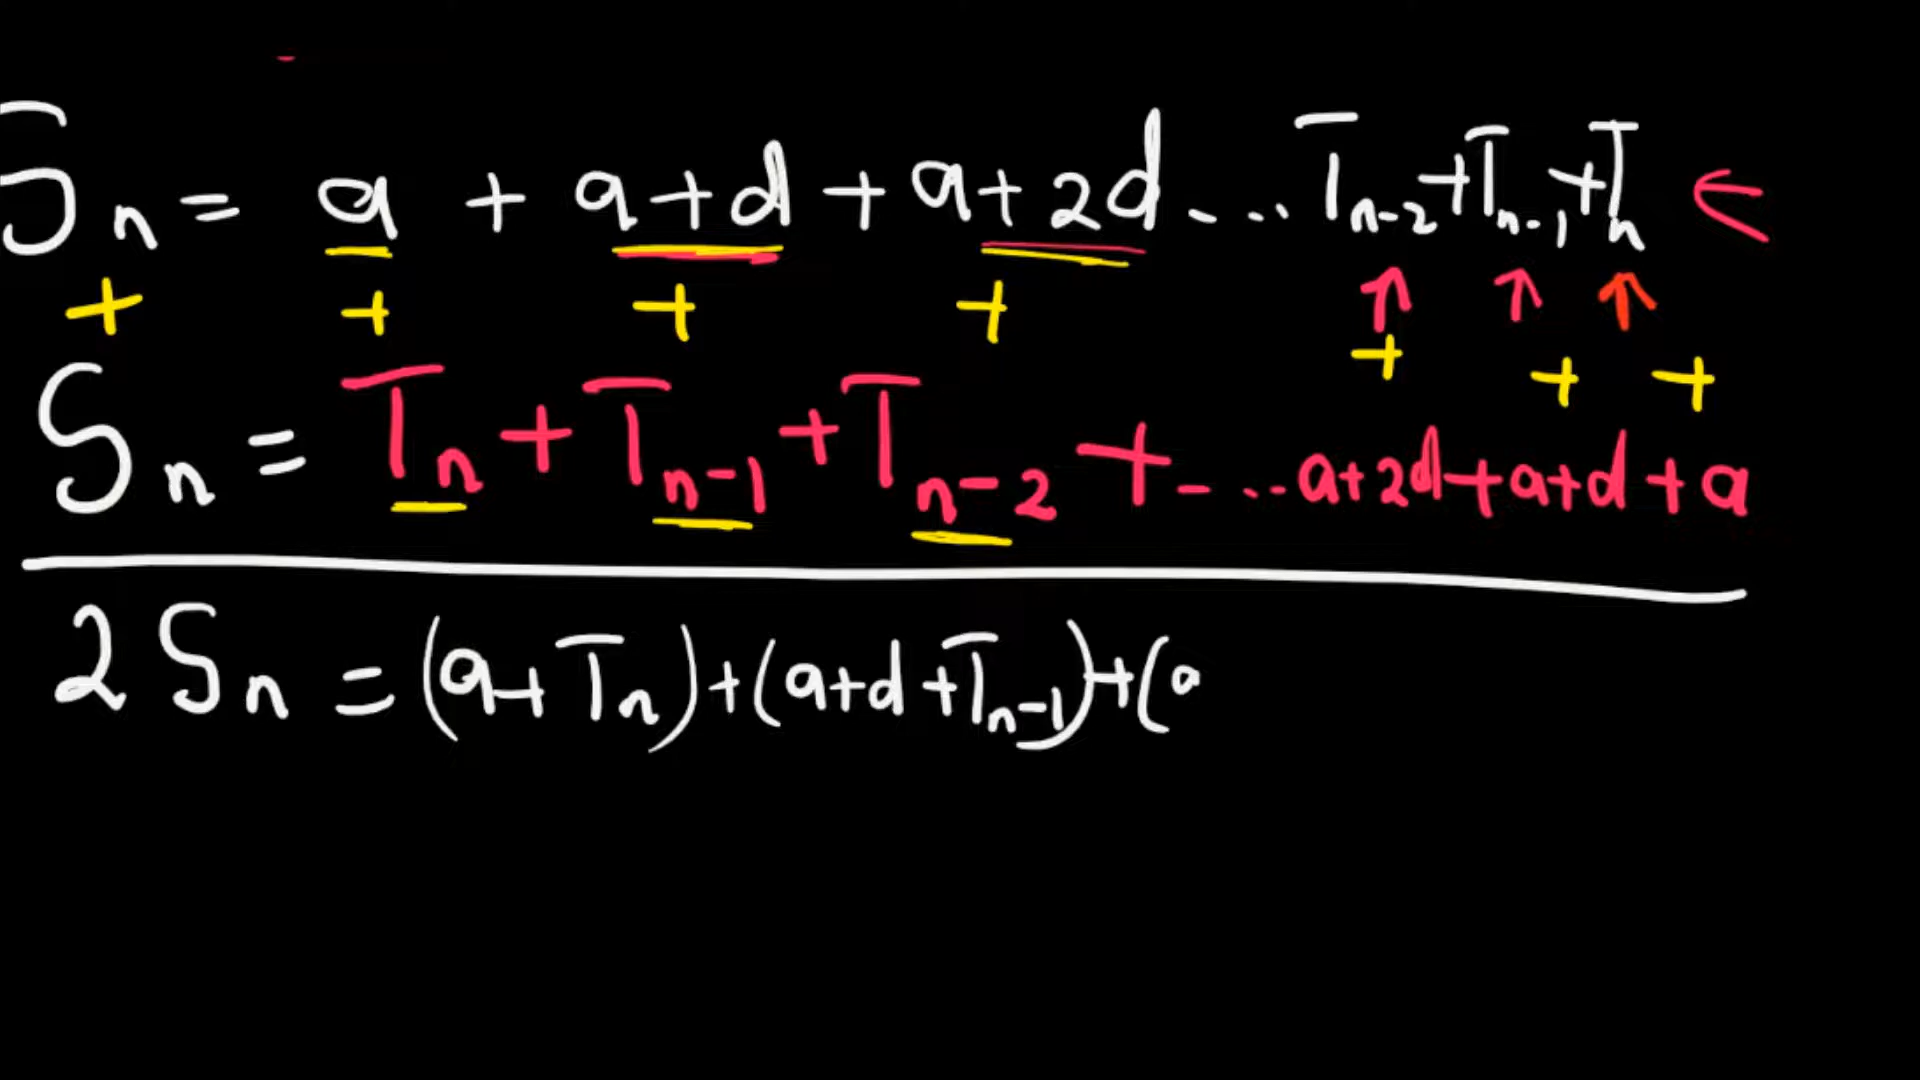 Sn = a + a+d + a+2d ... Tn-2 + Tn-1 + Tn ←
+ + + + + + +
Sn = Tn + Tn-1 + Tn-2 + ... a+2d + a+d + a
2Sn = (a+Tn) + (a+d+Tn-1) + (a